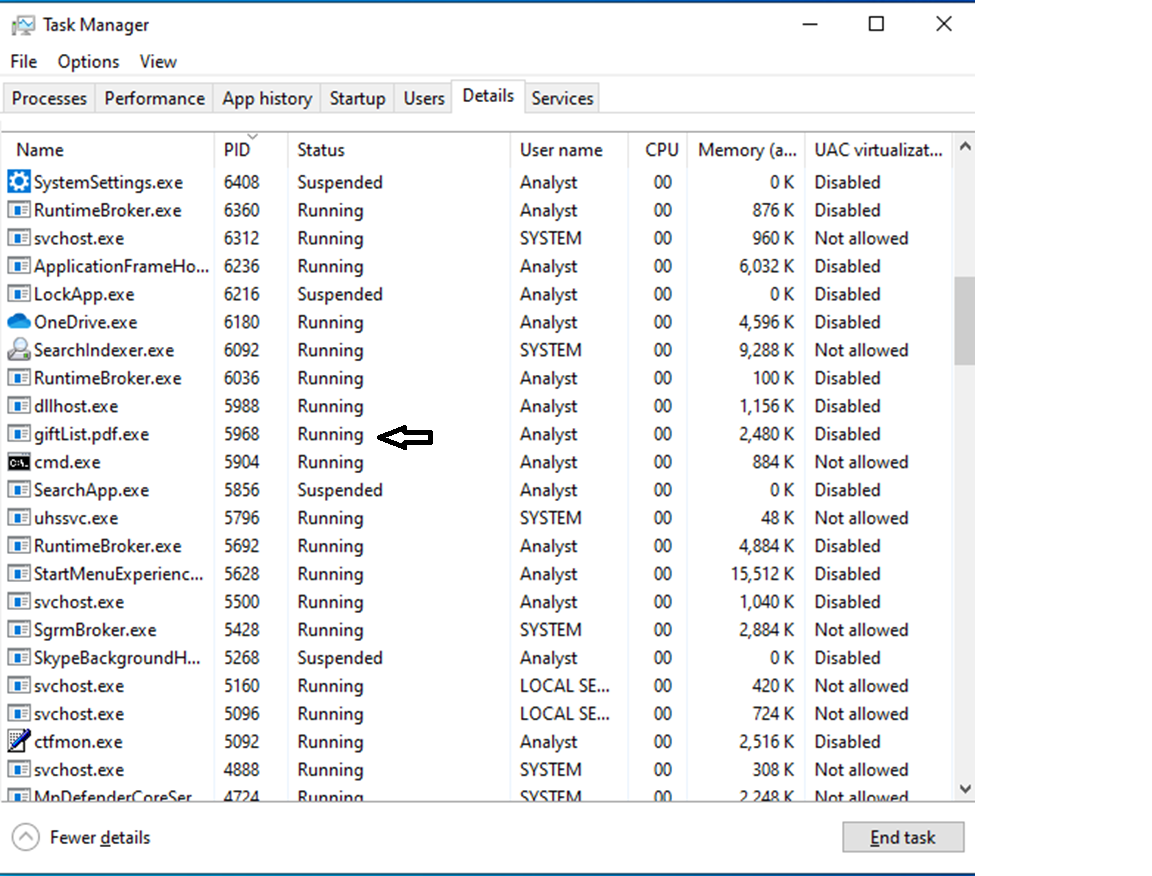 Task Manager
File Options View
Processes Performance App history Startup Users Details Services
Name PID Status User name CPU Memory (a... UAC virtualizat...
SystemSettings.exe 6408 Suspended Analyst 00 0 K Disabled
RuntimeBroker.exe 6360 Running Analyst 00 876 K Disabled
svchost.exe 6312 Running SYSTEM 00 960 K Not allowed
ApplicationFrameHo... 6236 Running Analyst 00 6,032 K Disabled
LockApp.exe 6216 Suspended Analyst 00 0 K Disabled
OneDrive.exe 6180 Running Analyst 00 4,596 K Disabled
SearchIndexer.exe 6092 Running SYSTEM 00 9,288 K Not allowed
RuntimeBroker.exe 6036 Running Analyst 00 100 K Disabled
dllhost.exe 5988 Running Analyst 00 1,156 K Disabled
giftList.pdf.exe 5968 Running Analyst 00 2,480 K Disabled
C:\. cmd.exe 5904 Running Analyst 00 884 K Not allowed
SearchApp.exe 5856 Suspended Analyst 00 0 K Disabled
uhssvc.exe 5796 Running SYSTEM 00 48 K Not allowed
RuntimeBroker.exe 5692 Running Analyst 00 4,884 K Disabled
StartMenuExperienc... 5628 Running Analyst 00 15,512 K Disabled
svchost.exe 5500 Running Analyst 00 1,040 K Disabled
SgrmBroker.exe 5428 Running SYSTEM 00 2,884 K Not allowed
SkypeBackgroundH... 5268 Suspended Analyst 00 0 K Disabled
svchost.exe 5160 Running LOCAL SE... 00 420 K Not allowed
svchost.exe 5096 Running LOCAL SE... 00 724 K Not allowed
ctfmon.exe 5092 Running Analyst 00 2,516 K Disabled
svchost.exe 4888 Running SYSTEM 00 308 K Not allowed
MpDefenderCoreSer... 4724 Running SYSTEM 00 2,248 K Not allowed
Fewer details End task